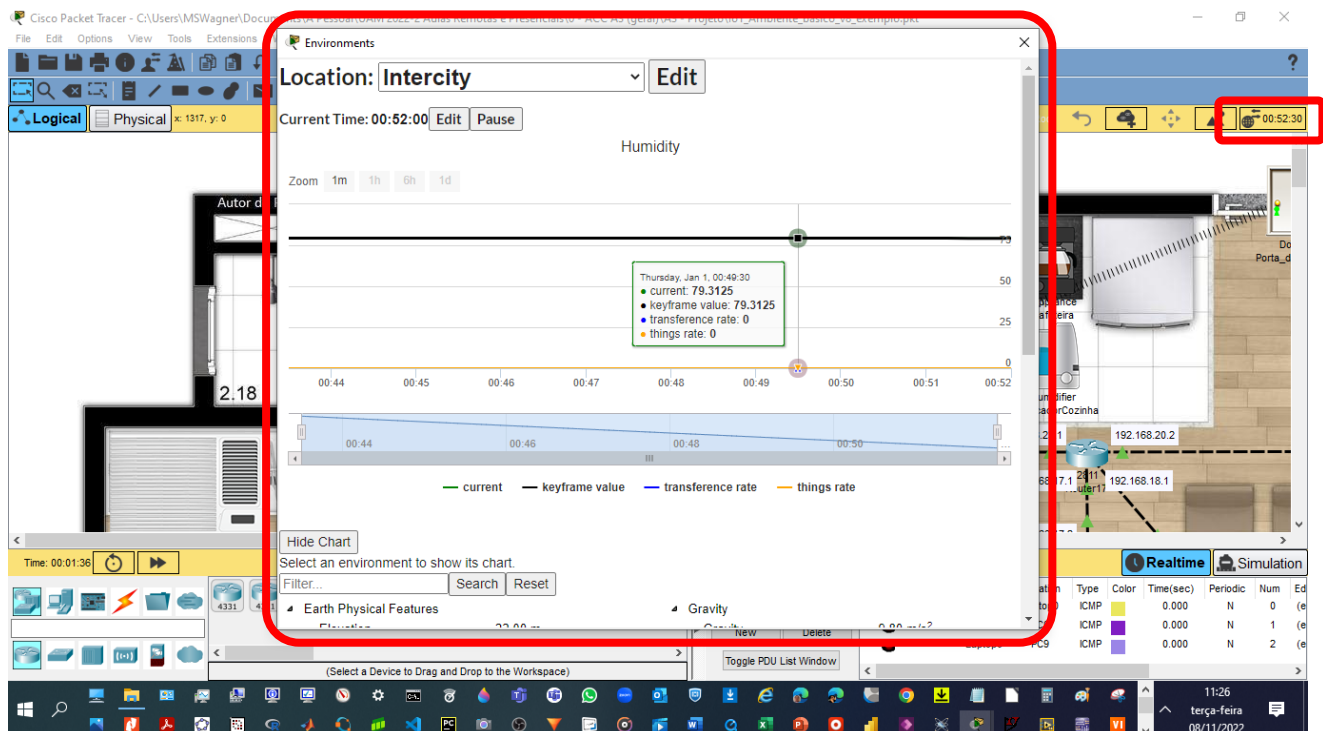 Cisco Packet Tracer - C:\Users\MSWagner\Documents\A Pessoal\UAM 2022-2 Aulas Remotas e Presenciais\0 - ACC A3 (geral)\A3 - Projeto\01_Ambiente_basico_v0_exemplo.pkt
File Edit Options View Tools Extensions
Environments
Location: Intercity Edit
Logical Physical x: 1317, y: 0
Current Time: 00:52:00 Edit Pause
00:52:30
Humidity
Zoom 1m 1h 6h 1d
Autor d
75
Do
Porta_d
Thursday, Jan 1, 00:49:30
current: 79.3125
keyframe value: 79.3125
transference rate: 0
things rate: 0
50
25
0
00:44 00:45 00:46 00:47 00:48 00:49 00:50 00:51 00:52
2.18
adorCozinha
00:44 00:46 00:48 00:50
192.168.20.2
current keyframe value transference rate things rate
2811
192.168.18.1
Hide Chart
Select an environment to show its chart.
Filter... Search Reset
Earth Physical Features Gravity
Time: 00:01:36
Realtime Simulation
4331
Type Color Time(sec) Periodic Num Ed
ICMP 0.000 N 0 (e
ICMP 0.000 N 1 (e
PC9 ICMP 0.000 N 2 (e
New Delete
Toggle PDU List Window
(Select a Device to Drag and Drop to the Workspace)
11:26
terça-feira
08/11/2022